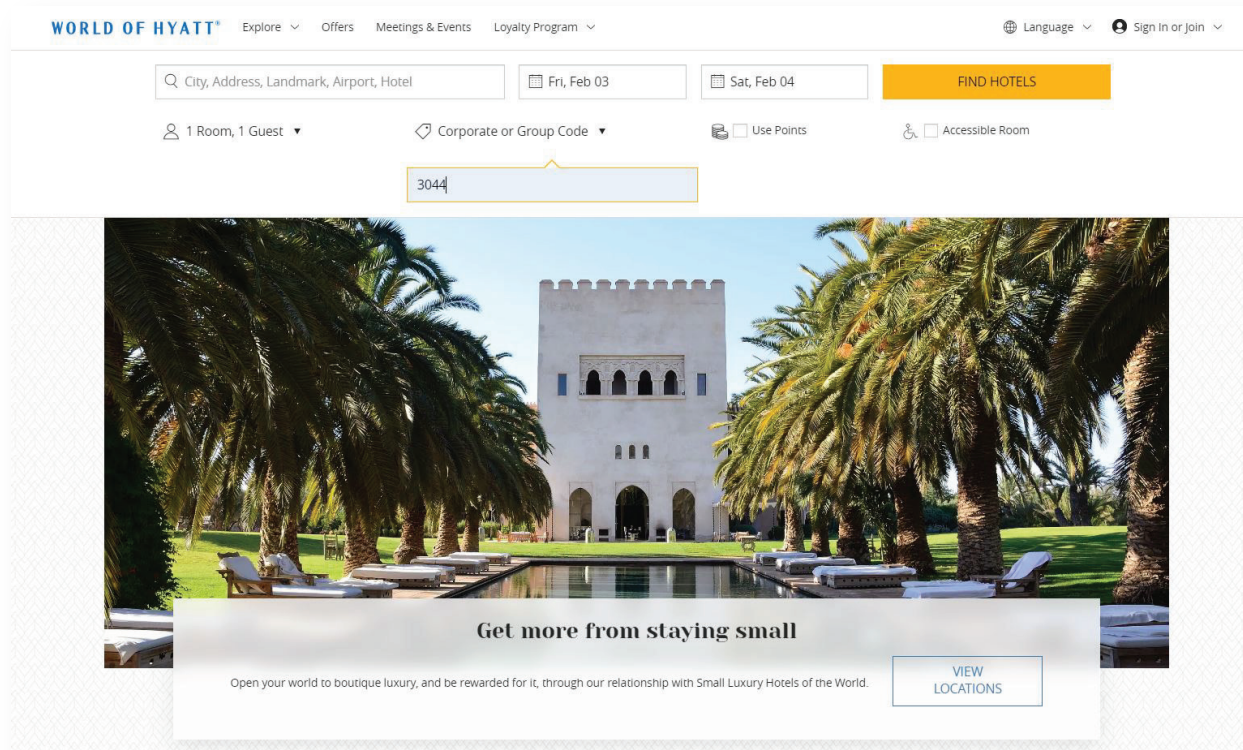 WORLD OF HYATT® Explore Offers Meetings & Events Loyalty Program Language Sign In or Join
City, Address, Landmark, Airport, Hotel Fri, Feb 03 Sat, Feb 04 FIND HOTELS
1 Room, 1 Guest Corporate or Group Code Use Points Accessible Room
3044
Get more from staying small
Open your world to boutique luxury, and be rewarded for it, through our relationship with Small Luxury Hotels of the World.
VIEW
LOCATIONS